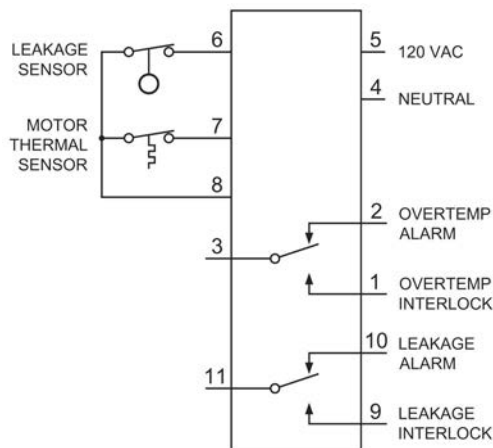 LEAKAGE
SENSOR
6
5
120 VAC
4
NEUTRAL
MOTOR
THERMAL
SENSOR
7
8
2
OVERTEMP
ALARM
3
1
OVERTEMP
INTERLOCK
10
LEAKAGE
ALARM
11
9
LEAKAGE
INTERLOCK